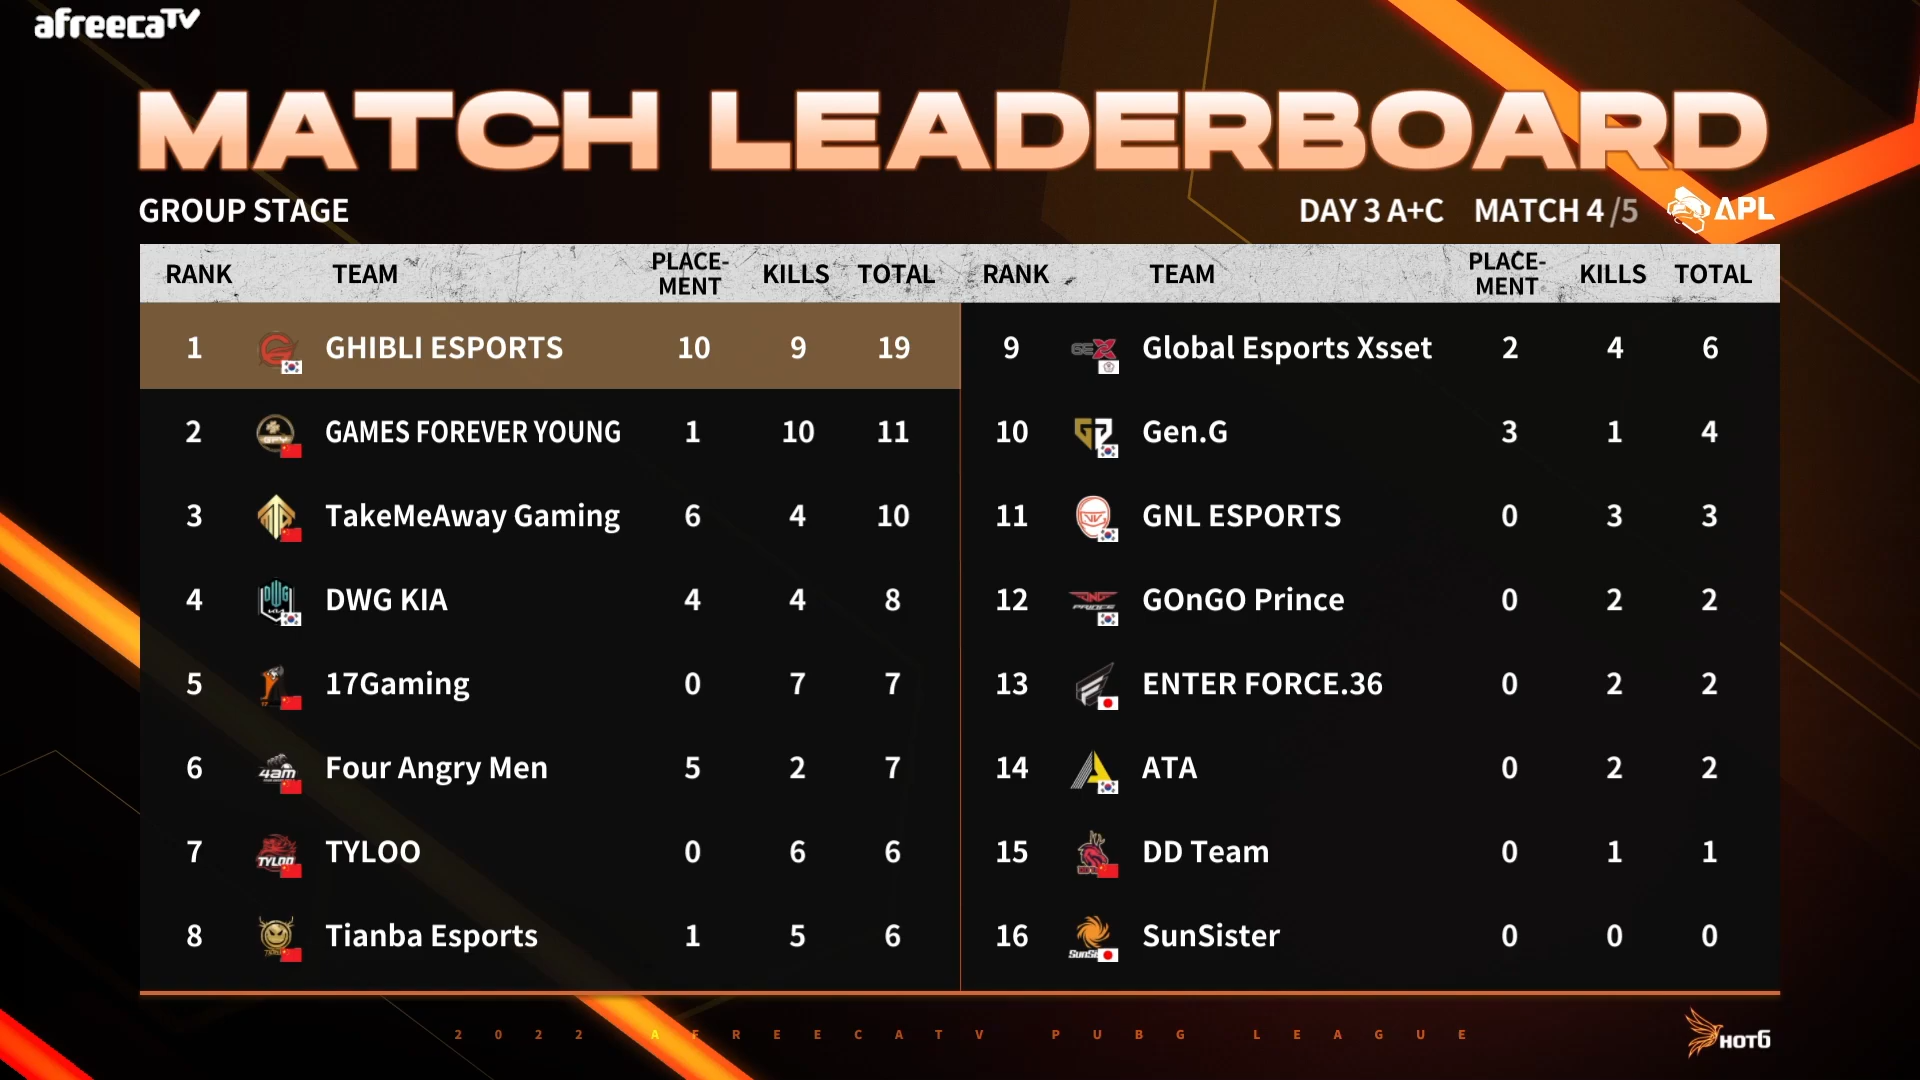 afreecaTV
MATCH LEADERBOARD
GROUP STAGE
DAY 3 A+C MATCH 4 /5 APL
RANK TEAM PLACE-MENT KILLS TOTAL RANK TEAM PLACE-MENT KILLS TOTAL
1 GHIBLI ESPORTS 10 9 19
2 GAMES FOREVER YOUNG 1 10 11
3 TakeMeAway Gaming 6 4 10
4 DWG KIA 4 4 8
5 17Gaming 0 7 7
6 4am Four Angry Men 5 2 7
7 TYLOO TYLOO 0 6 6
8 Tianba Esports 1 5 6
9 GEX Global Esports Xsset 2 4 6
10 Gen.G 3 1 4
11 GNL ESPORTS 0 3 3
12 PRINCE GOnGO Prince 0 2 2
13 ENTER FORCE.36 0 2 2
14 ATA 0 2 2
15 DD Team 0 1 1
16 SunSister 0 0 0
2022 AFREECATV PUBG LEAGUE
HOT6